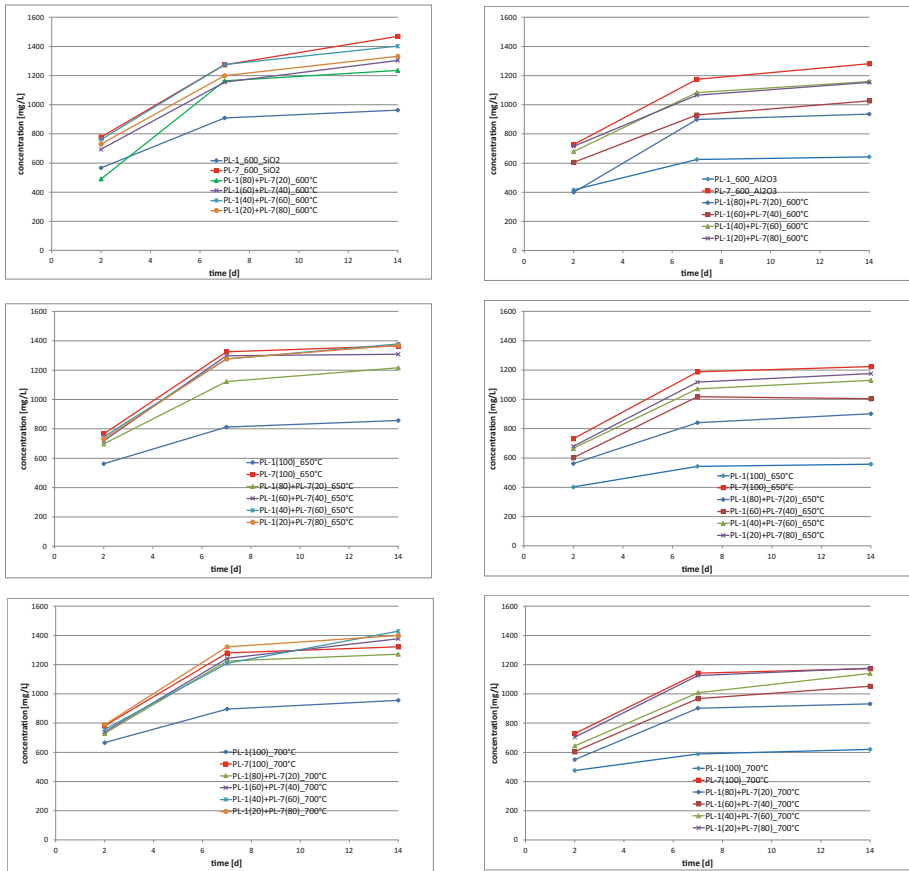 1600
1400
1200
1000
800
600
400
200
0
concentration [mg/L]
0
2
4
6
8
10
12
14
time [d]
PL-1_600_SiO2
PL-7_600_SiO2
PL-1(80)+PL-7(20)_600°C
PL-1(60)+PL-7(40)_600°C
PL-1(40)+PL-7(60)_600°C
PL-1(20)+PL-7(80)_600°C
1600
1400
1200
1000
800
600
400
200
0
concentration [mg/L]
0
2
4
6
8
10
12
14
time [d]
PL-1_600_Al2O3
PL-7_600_Al2O3
PL-1(80)+PL-7(20)_600°C
PL-1(60)+PL-7(40)_600°C
PL-1(40)+PL-7(60)_600°C
PL-1(20)+PL-7(80)_600°C
1600
1400
1200
1000
800
600
400
200
0
concentration [mg/L]
0
2
4
6
8
10
12
14
time [d]
PL-1(100)_650°C
PL-7(100)_650°C
PL-1(80)+PL-7(20)_650°C
PL-1(60)+PL-7(40)_650°C
PL-1(40)+PL-7(60)_650°C
PL-1(20)+PL-7(80)_650°C
1600
1400
1200
1000
800
600
400
200
0
concentration [mg/L]
0
2
4
6
8
10
12
14
time [d]
PL-1(100)_650°C
PL-7(100)_650°C
PL-1(80)+PL-7(20)_650°C
PL-1(60)+PL-7(40)_650°C
PL-1(40)+PL-7(60)_650°C
PL-1(20)+PL-7(80)_650°C
1600
1400
1200
1000
800
600
400
200
0
concentration [mg/L]
0
2
4
6
8
10
12
14
time [d]
PL-1(100)_700°C
PL-7(100)_700°C
PL-1(80)+PL-7(20)_700°C
PL-1(60)+PL-7(40)_700°C
PL-1(40)+PL-7(60)_700°C
PL-1(20)+PL-7(80)_700°C
1600
1400
1200
1000
800
600
400
200
0
concentration [mg/L]
0
2
4
6
8
10
12
14
time [d]
PL-1(100)_700°C
PL-7(100)_700°C
PL-1(80)+PL-7(20)_700°C
PL-1(60)+PL-7(40)_700°C
PL-1(40)+PL-7(60)_700°C
PL-1(20)+PL-7(80)_700°C